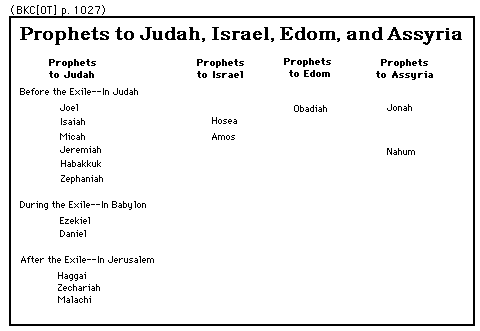 (BKC[OT] p. 1027)
Prophets to Judah, Israel, Edom, and Assyria
Prophets to Judah Prophets to Israel Prophets to Edom Prophets to Assyria
Before the Exile--In Judah
Joel Obadiah Jonah
Isaiah Hosea
Micah Amos
Jeremiah Nahum
Habakkuk
Zephaniah
During the Exile--In Babylon
Ezekiel
Daniel
After the Exile--In Jerusalem
Haggai
Zechariah
Malachi